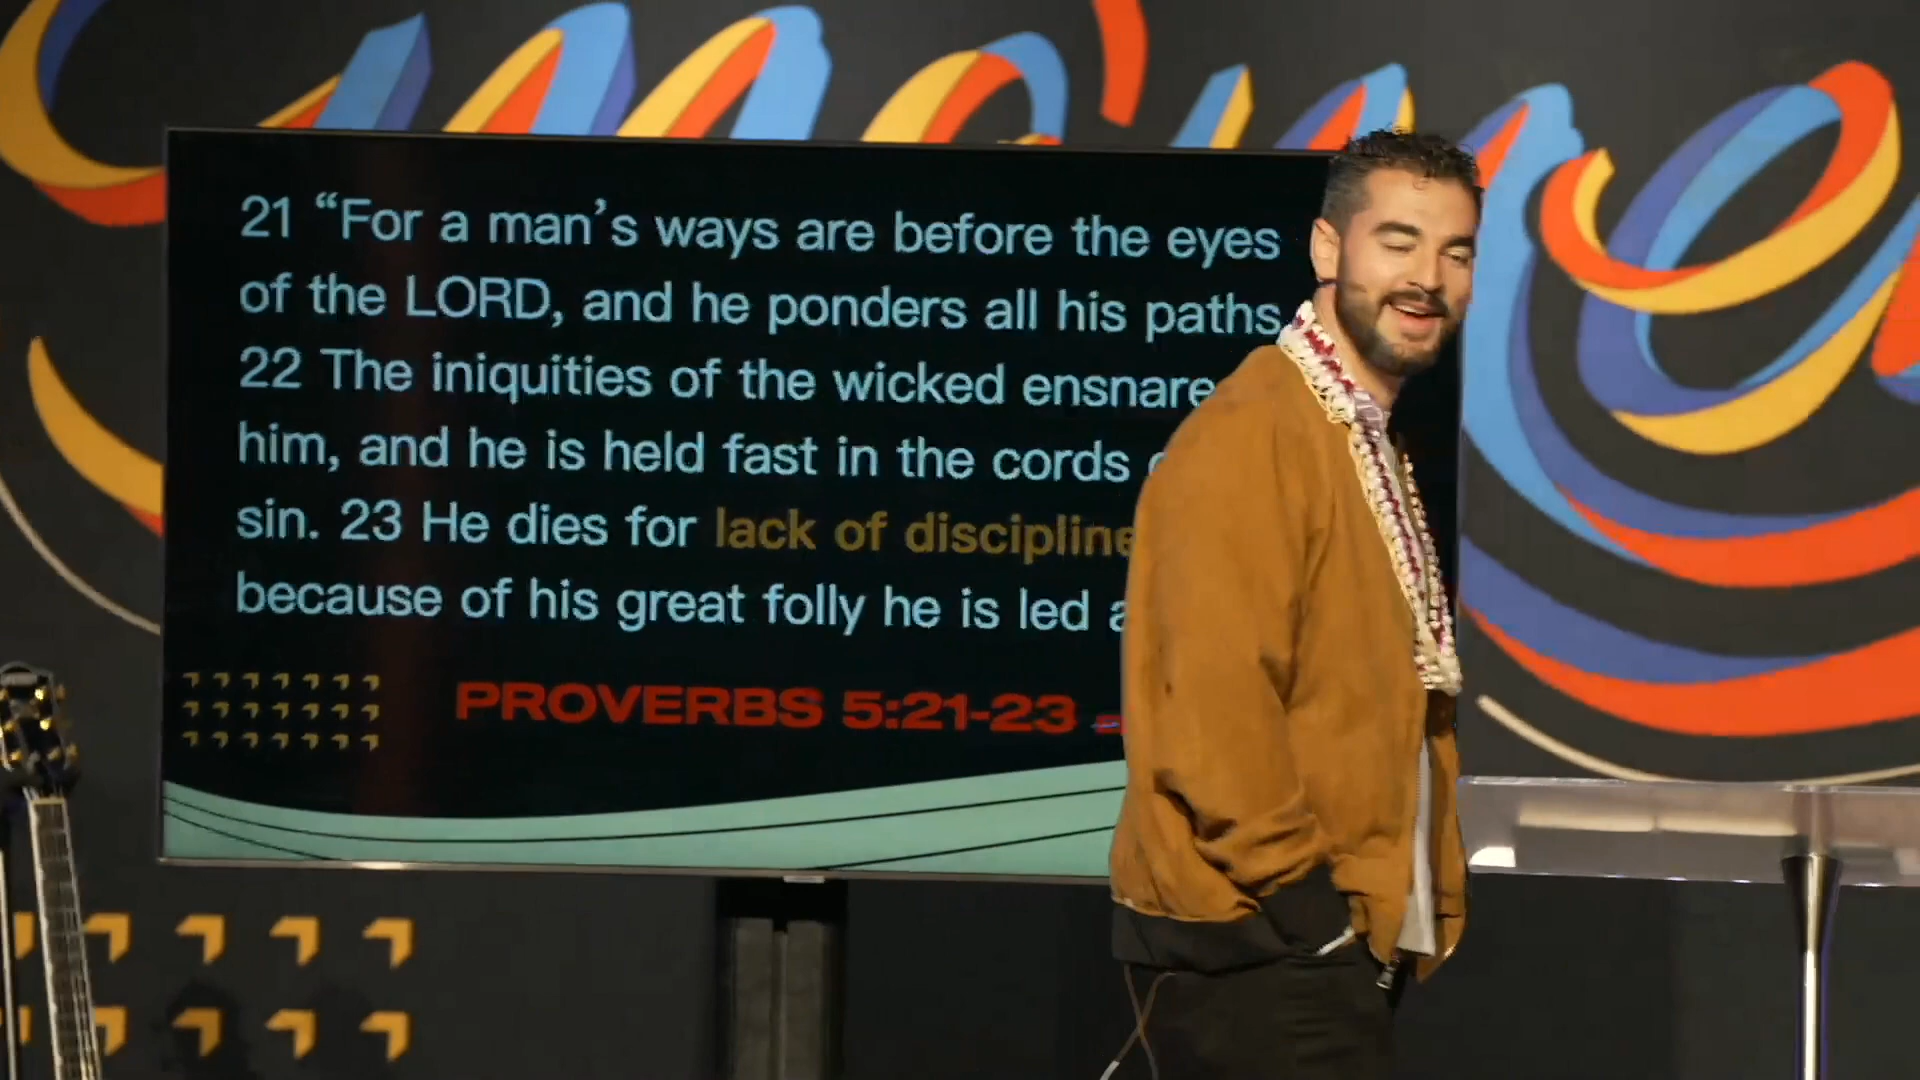 21 “For a man’s ways are before the eyes
of the LORD, and he ponders all his paths
22 The iniquities of the wicked ensnare
him, and he is held fast in the cords
sin. 23 He dies for lack of discipline
because of his great folly he is led
PROVERBS 5:21-23